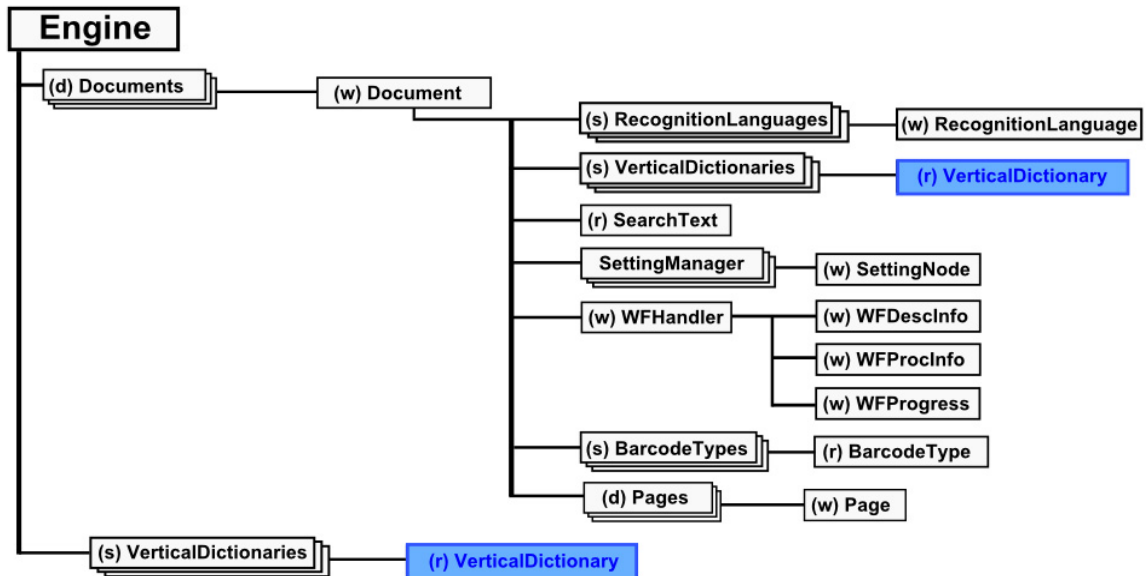 Engine
(d) Documents
(w) Document
(s) RecognitionLanguages
(w) RecognitionLanguage
(s) VerticalDictionaries
(r) VerticalDictionary
(r) SearchText
SettingManager
(w) SettingNode
(w) WFHandler
(w) WFDescInfo
(w) WFProcInfo
(w) WFProgress
(s) BarcodeTypes
(r) BarcodeType
(d) Pages
(w) Page
(s) VerticalDictionaries
(r) VerticalDictionary